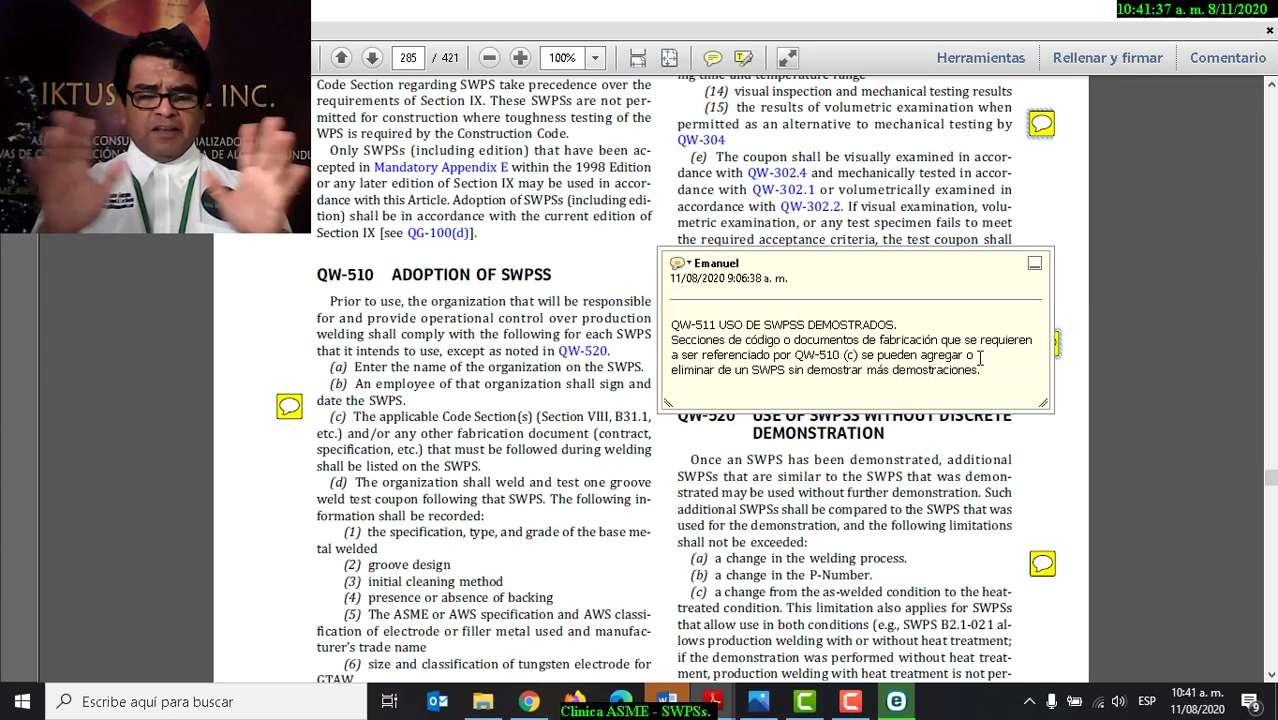 10:41:37 a. m. 8/11/2020
IKTUS
INC.
285 / 421
100%
Herramientas
Rellenar y firmar
Comentario
Code Section regarding SWPS take precedence over the
requirements of Section IX. These SWPSs are not per-
mitted for construction where toughness testing of the
WPS is required by the Construction Code.
Only SWPSs (including edition) that have been ac-
cepted in Mandatory Appendix E within the 1998 Edition
or any later edition of Section IX may be used in accor-
dance with this Article. Adoption of SWPSs (including edi-
tion) shall be in accordance with the current edition of
Section IX [see QG-100(d)].
QW-510 ADOPTION OF SWPSS
Prior to use, the organization that will be responsible
for and provide operational control over production
welding shall comply with the following for each SWPS
that it intends to use, except as noted in QW-520.
(a) Enter the name of the organization on the SWPS.
(b) An employee of that organization shall sign and
date the SWPS.
(c) The applicable Code Section(s) (Section VIII, B31.1,
etc.) and/or any other fabrication document (contract,
specification, etc.) that must be followed during welding
shall be listed on the SWPS.
(d) The organization shall weld and test one groove
weld test coupon following that SWPS. The following in-
formation shall be recorded:
(1) the specification, type, and grade of the base me-
tal welded
(2) groove design
(3) initial cleaning method
(4) presence or absence of backing
(5) The ASME or AWS specification and AWS classi-
fication of electrode or filler metal used and manufac-
turer's trade name
(6) size and classification of tungsten electrode for
GTAW
ing time and temperature range
(14) visual inspection and mechanical testing results
(15) the results of volumetric examination when
permitted as an alternative to mechanical testing by
QW-304
(e) The coupon shall be visually examined in accor-
dance with QW-302.4 and mechanically tested in accor-
dance with QW-302.1 or volumetrically examined in
accordance with QW-302.2. If visual examination, volu-
metric examination, or any test specimen fails to meet
the required acceptance criteria, the test coupon shall
Emanuel
11/08/2020 9:06:38 a. m.
QW-511 USO DE SWPSS DEMOSTRADOS.
Secciones de código o documentos de fabricación que se requieren
a ser referenciado por QW-510 (c) se pueden agregar o
eliminar de un SWPS sin demostrar más demostraciones.
QW-520 USE OF SWPSS WITHOUT DISCRETE
DEMONSTRATION
Once an SWPS has been demonstrated, additional
SWPSs that are similar to the SWPS that was demon-
strated may be used without further demonstration. Such
additional SWPSs shall be compared to the SWPS that was
used for the demonstration, and the following limitations
shall not be exceeded:
(a) a change in the welding process.
(b) a change in the P-Number.
(c) a change from the as-welded condition to the heat-
treated condition. This limitation also applies for SWPSs
that allow use in both conditions (e.g., SWPS B2.1-021 al-
lows production welding with or without heat treatment;
if the demonstration was performed without heat treat-
ment, production welding with heat treatment is not per-
Escribe aquí para buscar
Clinica ASME - SWPSs.
ESP
10:41 a. m.
11/08/2020
9